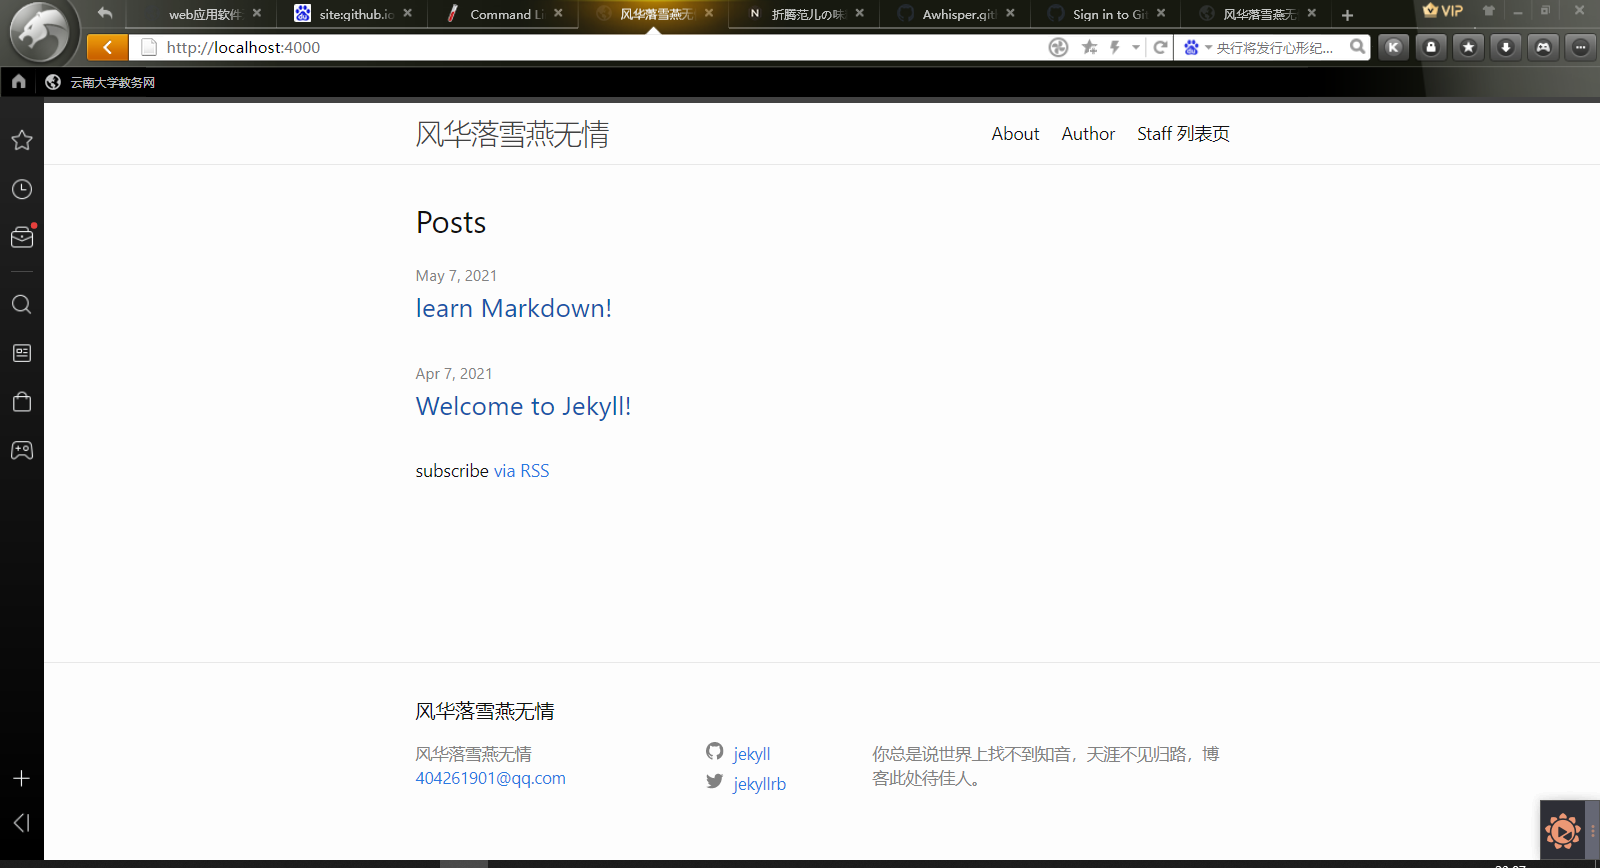 web应用软件
site:github.io
Command Li
风华落雪燕无情
折腾范儿の味
Awhisper.gitl
Sign in to Git
风华落雪燕无情
VIP
http://localhost:4000
央行将发行心形纪...
云南大学教务网
风华落雪燕无情
About Author Staff 列表页
Posts
May 7, 2021
learn Markdown!
Apr 7, 2021
Welcome to Jekyll!
subscribe via RSS
风华落雪燕无情
风华落雪燕无情
404261901@qq.com
jekyll
jekyllrb
你总是说世界上找不到知音，天涯不见归路，博
客此处待佳人。